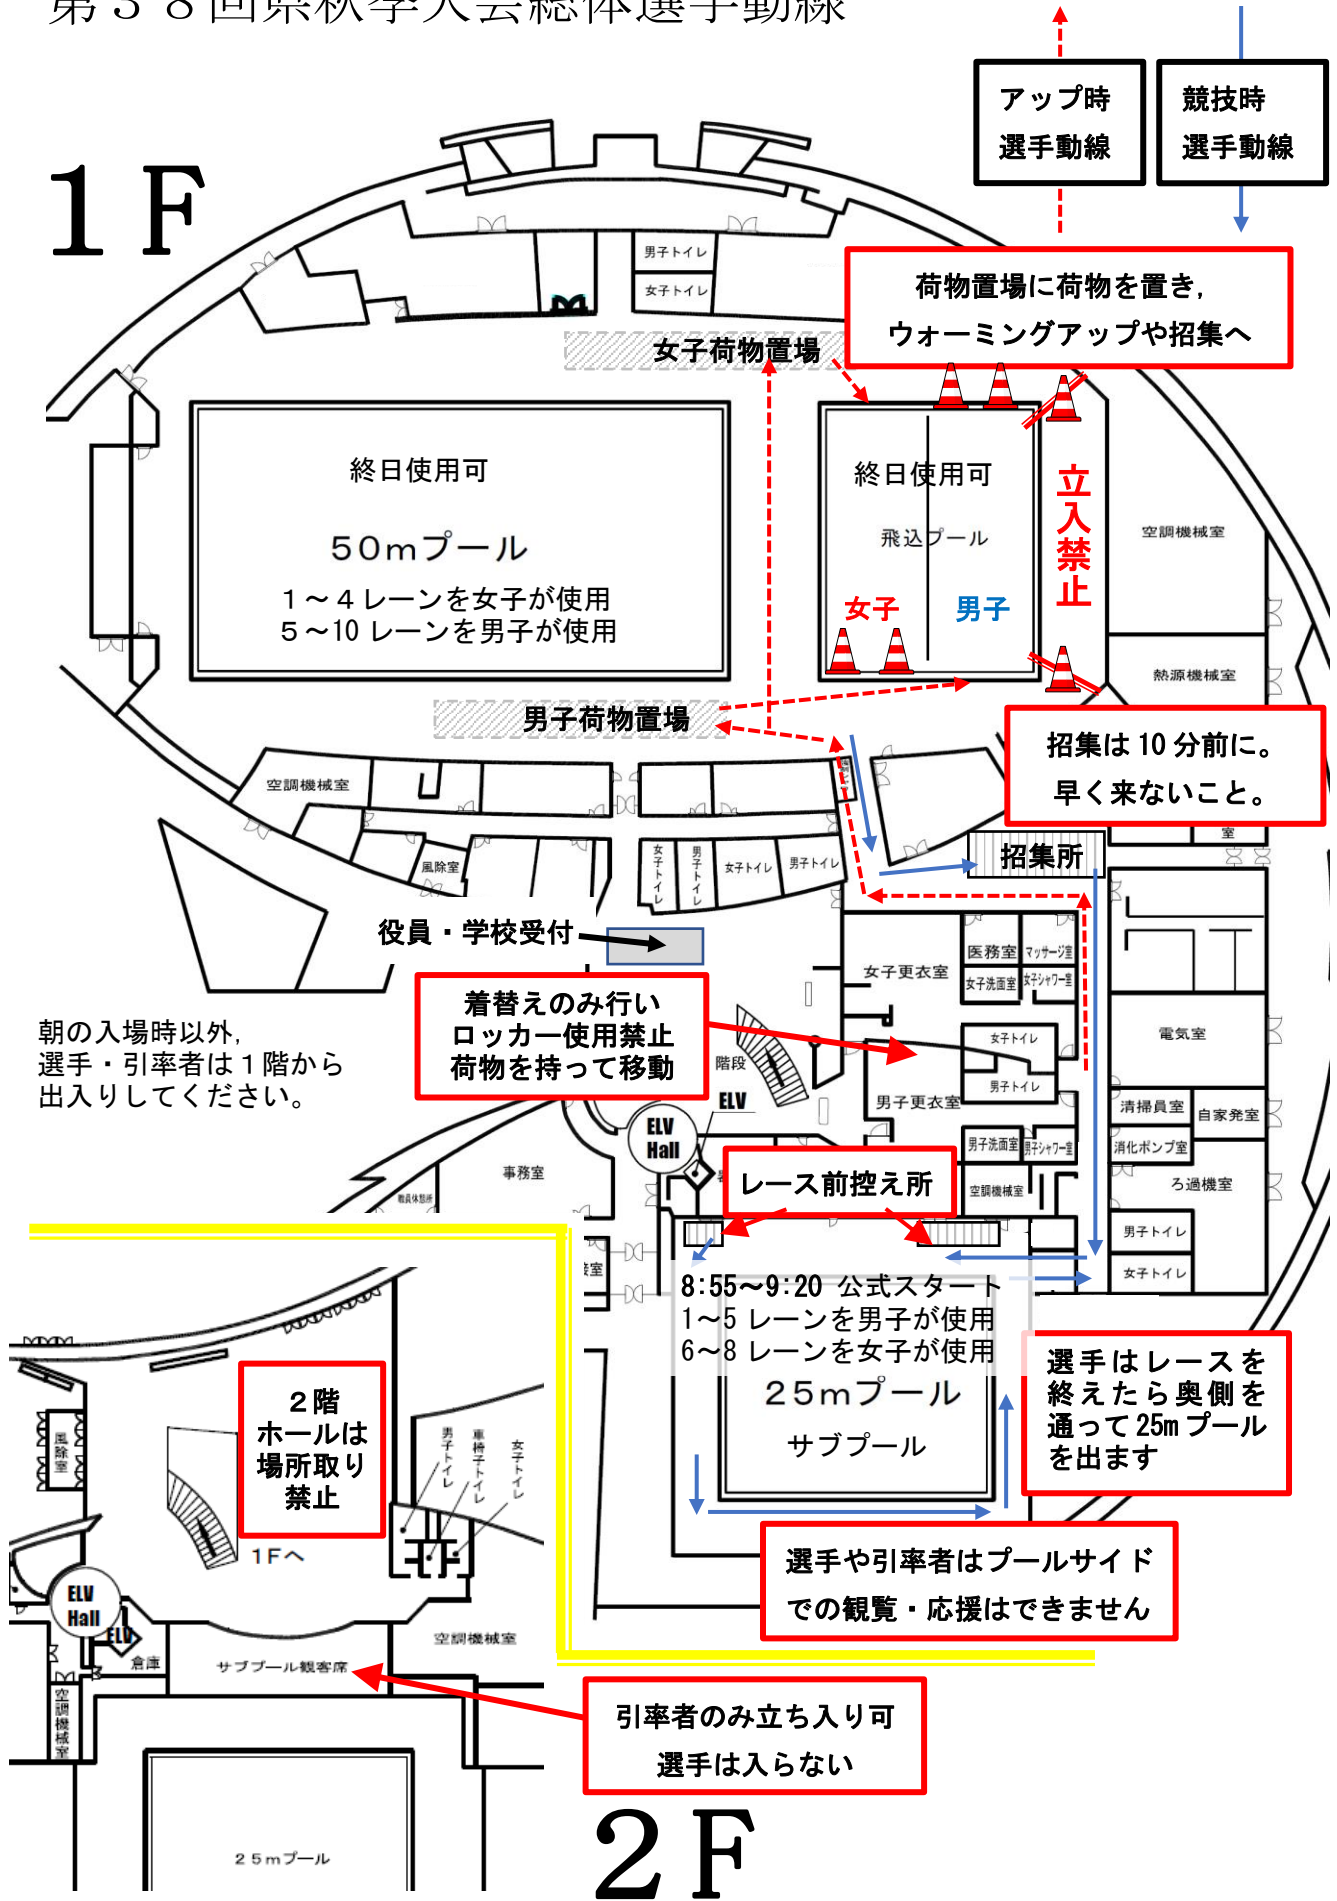 第58回県秋季大会総体選手動線
アップ時
選手動線
競技時
選手動線
1F
荷物置場に荷物を置き,
ウォーミングアップや招集へ
男子トイレ
女子トイレ
女子荷物置場
終日使用可
50mプール
1～4レーンを女子が使用
5～10レーンを男子が使用
終日使用可
飛込プール
女子
男子
立入禁止
空調機械室
熱源機械室
男子荷物置場
招集は10分前に。
早く来ないこと。
空調機械室
風除室
女子トイレ
男子トイレ
女子トイレ
男子トイレ
招集所
室
役員・学校受付
女子更衣室
医務室
マッサージ室
女子洗面室
女子シャワー室
着替えのみ行い
ロッカー使用禁止
荷物を持って移動
朝の入場時以外,
選手・引率者は1階から
出入りしてください。
階段
女子トイレ
男子トイレ
電気室
男子更衣室
清掃員室
自家発室
ELV
ELV
Hall
男子洗面室
男子シャワー室
消化ポンプ室
事務室
職員休憩所
レース前控え所
空調機械室
ろ過機室
男子トイレ
女子トイレ
室
8:55～9:20 公式スタート
1～5レーンを男子が使用
6～8レーンを女子が使用
25mプール
サブプール
選手はレースを
終えたら奥側を
通って25mプール
を出ます
選手や引率者はプールサイド
での観覧・応援はできません
2階
ホールは
場所取り
禁止
風除室
男子トイレ
車椅子トイレ
女子トイレ
1Fへ
ELV
Hall
ELV
倉庫
サブプール観客席
空調機械室
空調機械室
引率者のみ立ち入り可
選手は入らない
25mプール
2F